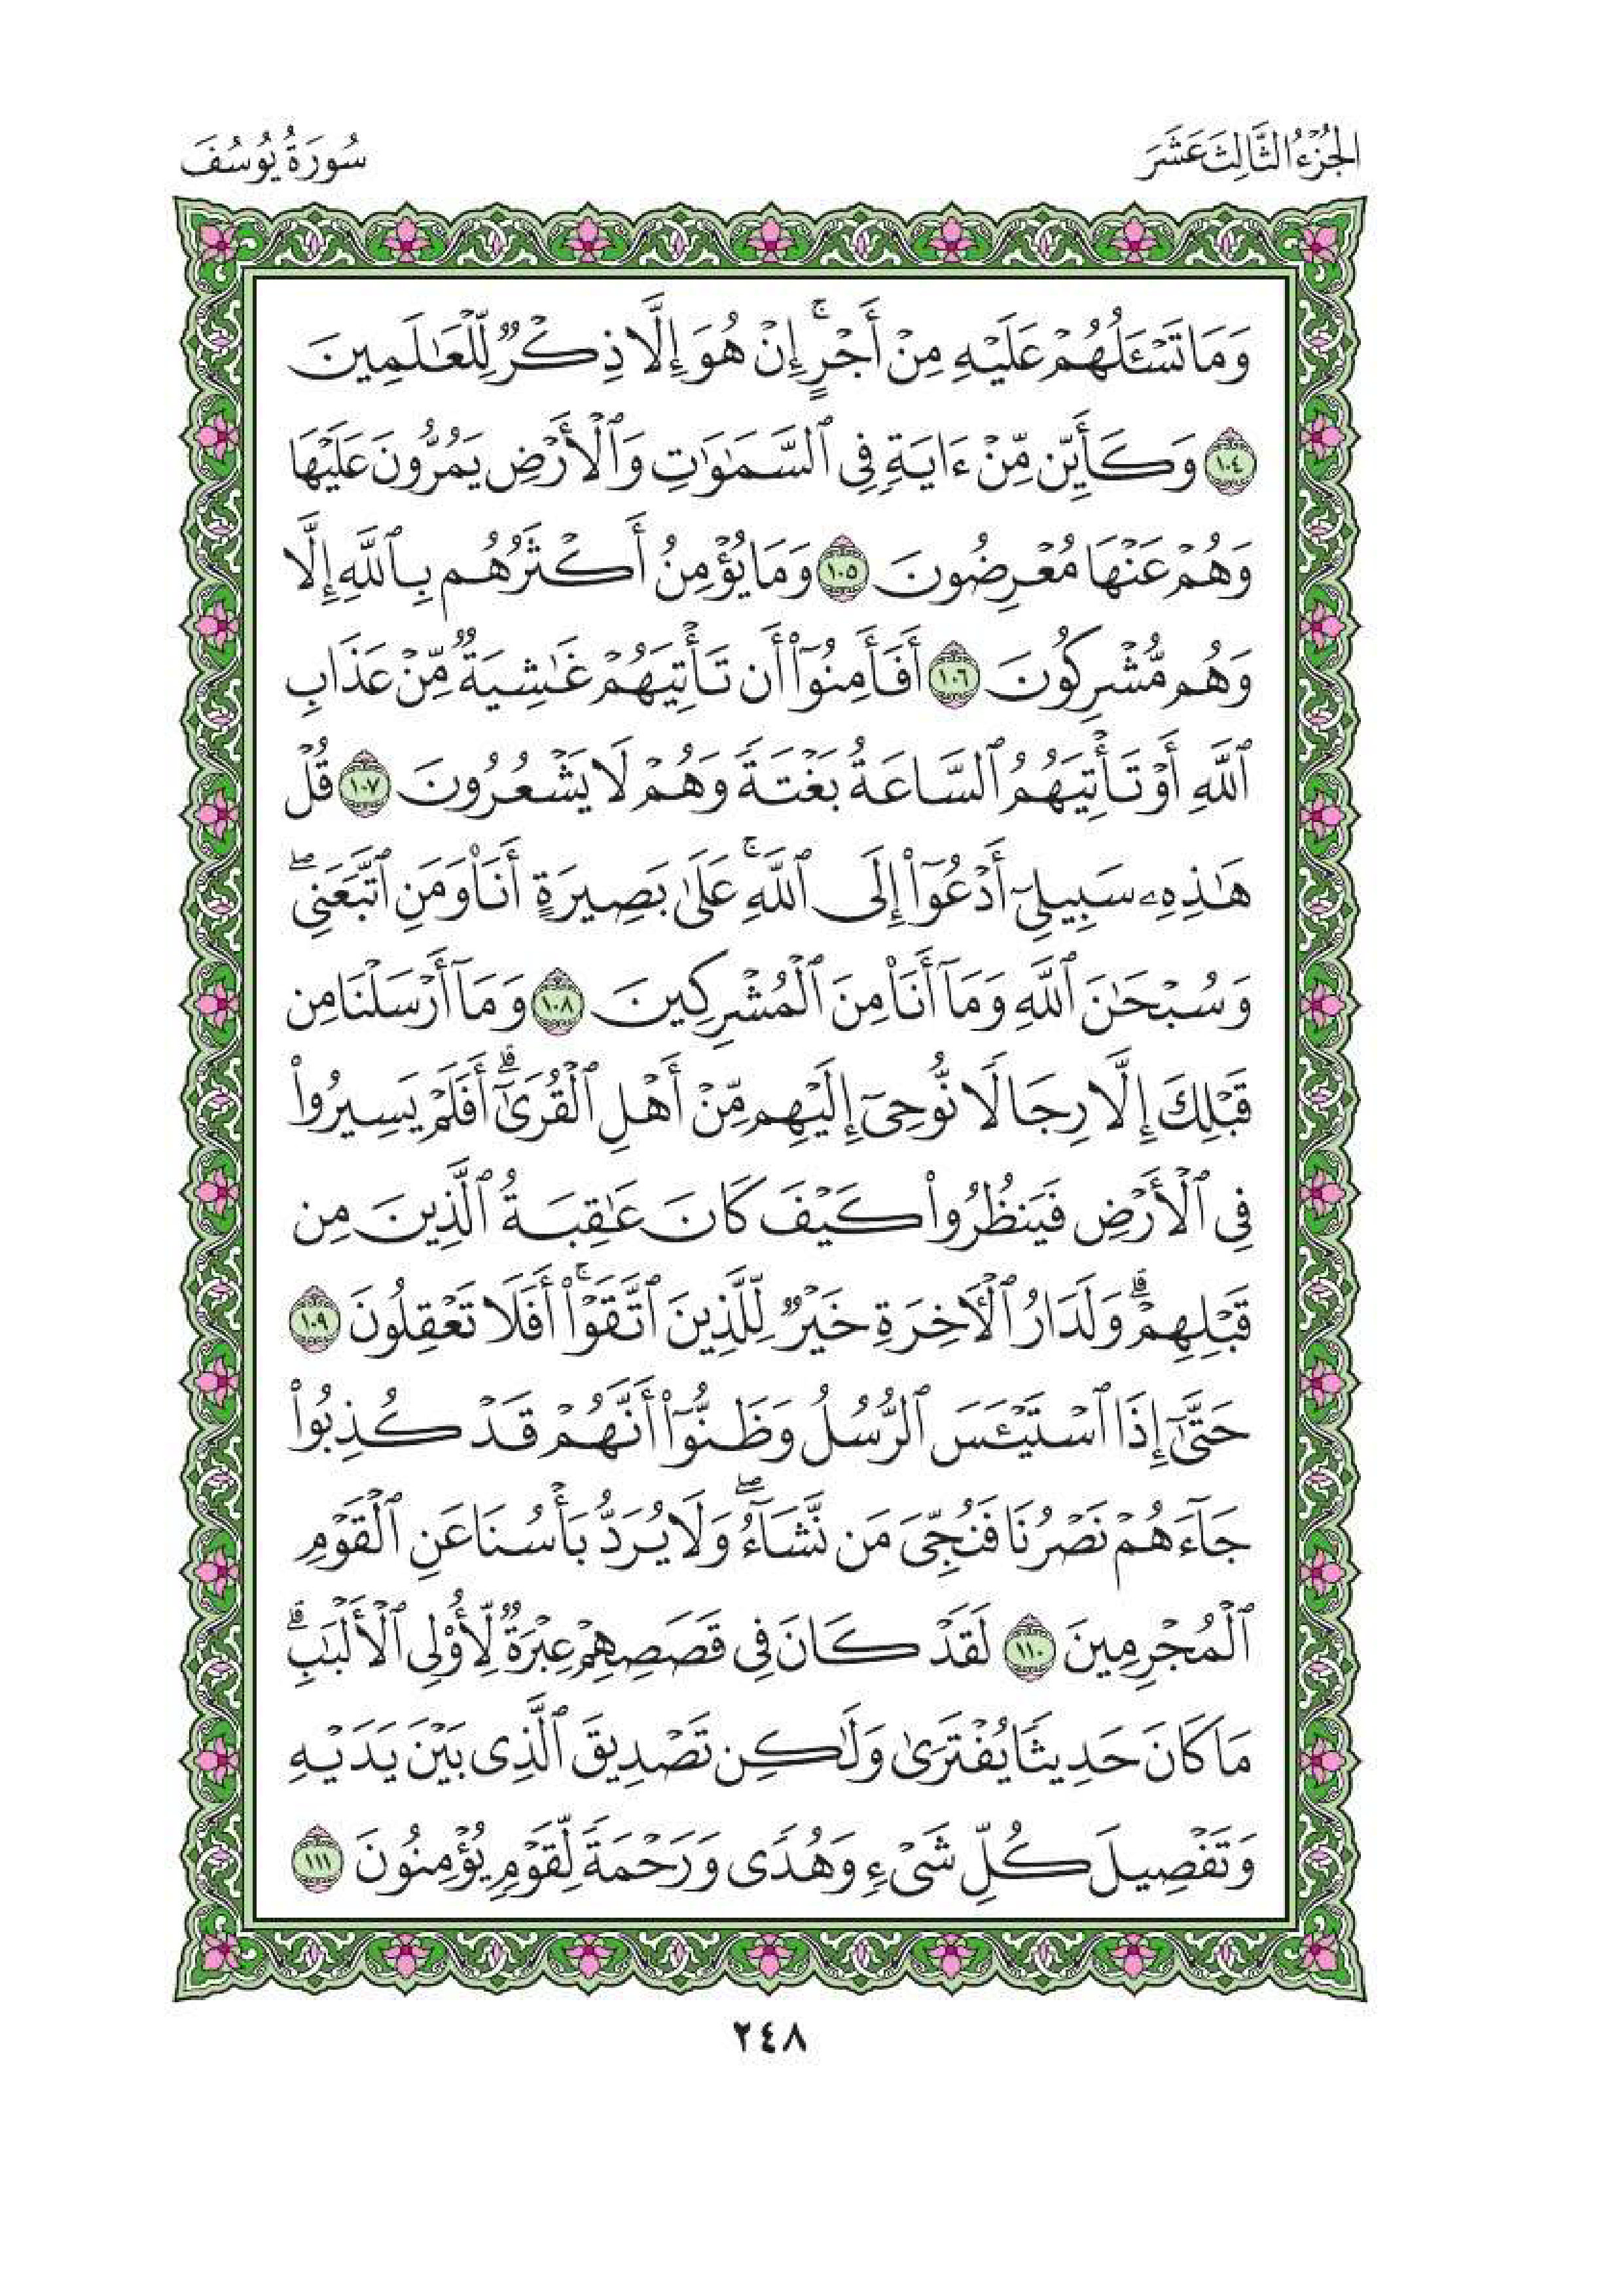 الجُزْءُ الثَّالِثَ عَشَرَ
سُورَةُ يُوسُفَ
وَمَا تَسْـَٔلُهُمْ عَلَيْهِ مِنْ أَجْرٍۚ إِنْ هُوَ إِلَّا ذِكْرٌ لِّلْعَـٰلَمِينَ
١٠٤ وَكَأَيِّن مِّنْ ءَايَةٍ فِى ٱلسَّمَـٰوَٰتِ وَٱلْأَرْضِ يَمُرُّونَ عَلَيْهَا
وَهُمْ عَنْهَا مُعْرِضُونَ ١٠٥ وَمَا يُؤْمِنُ أَكْثَرُهُم بِٱللَّهِ إِلَّا
وَهُم مُّشْرِكُونَ ١٠٦ أَفَأَمِنُوٓا۟ أَن تَأْتِيَهُمْ غَـٰشِيَةٌ مِّنْ عَذَابِ
ٱللَّهِ أَوْ تَأْتِيَهُمُ ٱلسَّاعَةُ بَغْتَةً وَهُمْ لَا يَشْعُرُونَ ١٠٧ قُلْ
هَـٰذِهِۦ سَبِيلِىٓ أَدْعُوٓا۟ إِلَى ٱللَّهِۚ عَلَىٰ بَصِيرَةٍ أَنَا۠ وَمَنِ ٱتَّبَعَنِىۖ
وَسُبْحَـٰنَ ٱللَّهِ وَمَآ أَنَا۠ مِنَ ٱلْمُشْرِكِينَ ١٠٨ وَمَآ أَرْسَلْنَا مِن
قَبْلِكَ إِلَّا رِجَالًا نُّوحِىٓ إِلَيْهِم مِّنْ أَهْلِ ٱلْقُرَىٰٓۗ أَفَلَمْ يَسِيرُوا۟
فِى ٱلْأَرْضِ فَيَنظُرُوا۟ كَيْفَ كَانَ عَـٰقِبَةُ ٱلَّذِينَ مِن
قَبْلِهِمْۗ وَلَدَارُ ٱلْـَٔاخِرَةِ خَيْرٌ لِّلَّذِينَ ٱتَّقَوْا۟ۚ أَفَلَا تَعْقِلُونَ ١٠٩
حَتَّىٰٓ إِذَا ٱسْتَيْـَٔسَ ٱلرُّسُلُ وَظَنُّوٓا۟ أَنَّهُمْ قَدْ كُذِبُوا۟
جَآءَهُمْ نَصْرُنَا فَنُجِّىَ مَن نَّشَآءُۖ وَلَا يُرَدُّ بَأْسُنَا عَنِ ٱلْقَوْمِ
ٱلْمُجْرِمِينَ ١١٠ لَقَدْ كَانَ فِى قَصَصِهِمْ عِبْرَةٌ لِّأُو۟لِى ٱلْأَلْبَـٰبِۗ
مَا كَانَ حَدِيثًا يُفْتَرَىٰ وَلَـٰكِن تَصْدِيقَ ٱلَّذِى بَيْنَ يَدَيْهِ
وَتَفْصِيلَ كُلِّ شَىْءٍ وَهُدًى وَرَحْمَةً لِّقَوْمٍ يُؤْمِنُونَ ١١١
٢٤٨